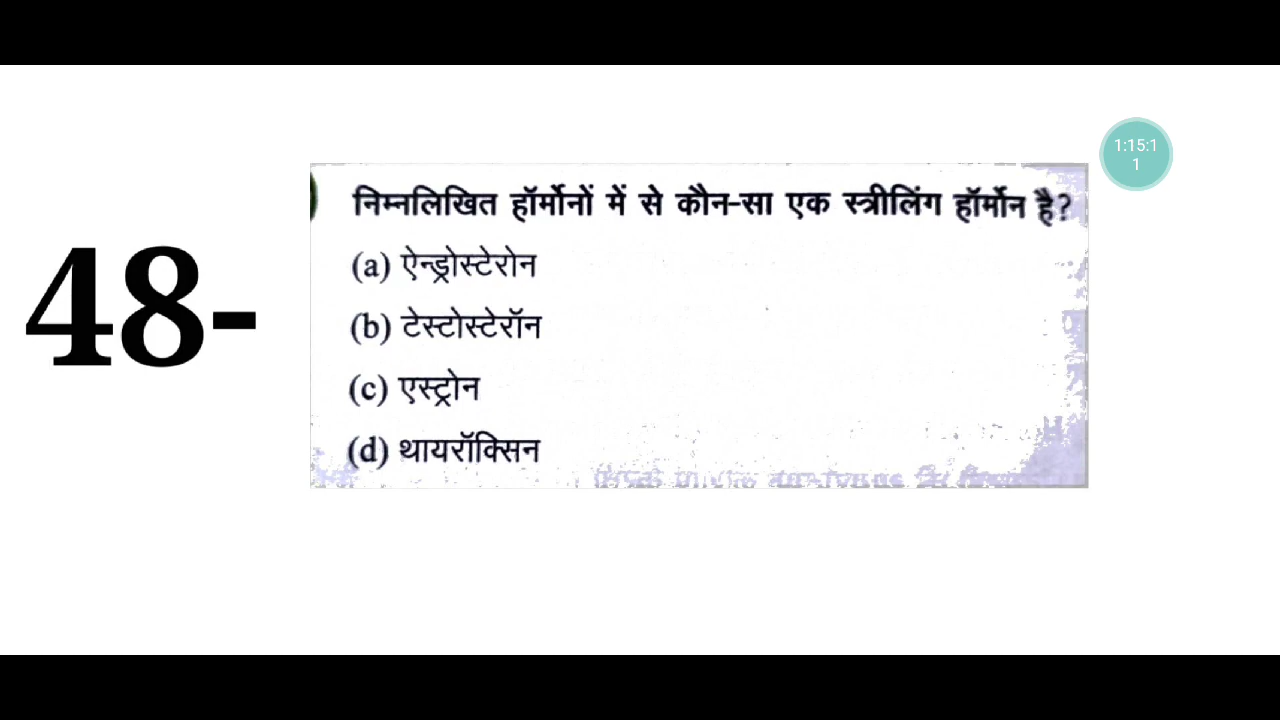 48-
1:15:1
1
निम्नलिखित हॉर्मोनों में से कौन-सा एक स्त्रीलिंग हॉर्मोन है?
(a) ऐन्ड्रोस्टेरोन
(b) टेस्टोस्टेरॉन
(c) एस्ट्रोन
(d) थायरॉक्सिन